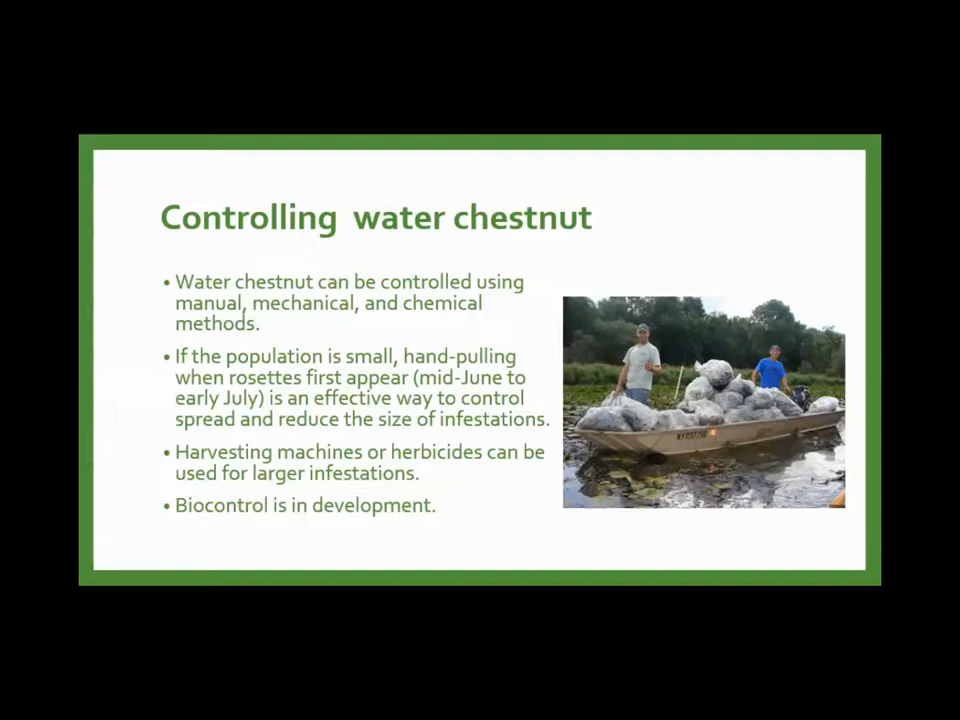 Controlling water chestnut
• Water chestnut can be controlled using
manual, mechanical, and chemical
methods.
• If the population is small, hand-pulling
when rosettes first appear (mid-June to
early July) is an effective way to control
spread and reduce the size of infestations.
• Harvesting machines or herbicides can be
used for larger infestations.
• Biocontrol is in development.